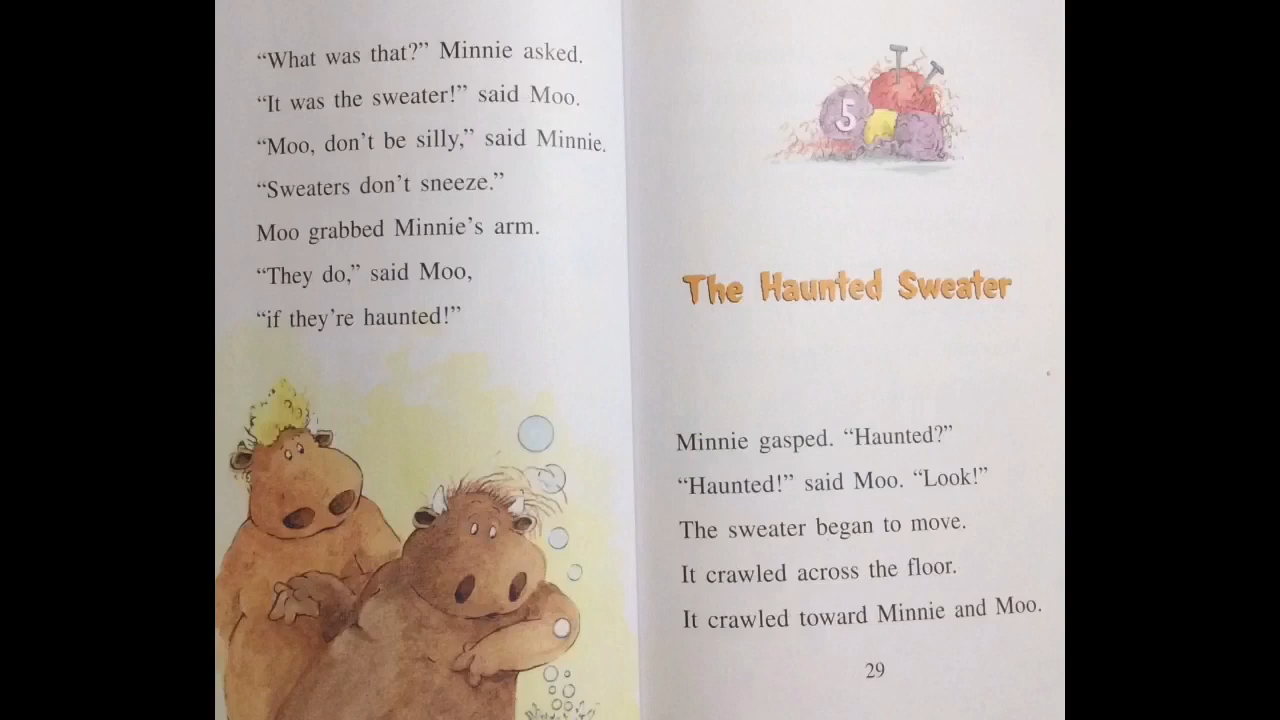 “What was that?” Minnie asked.
“It was the sweater!” said Moo.
“Moo, don’t be silly,” said Minnie.
“Sweaters don’t sneeze.”
Moo grabbed Minnie’s arm.
“They do,” said Moo,
“if they’re haunted!”
5
The Haunted Sweater
Minnie gasped. “Haunted?”
“Haunted!” said Moo. “Look!”
The sweater began to move.
It crawled across the floor.
It crawled toward Minnie and Moo.
29